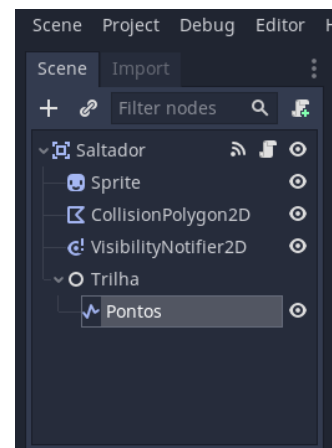 Scene Project Debug Editor H
Scene Import
Filter nodes
Saltador
Sprite
CollisionPolygon2D
VisibilityNotifier2D
Trilha
Pontos